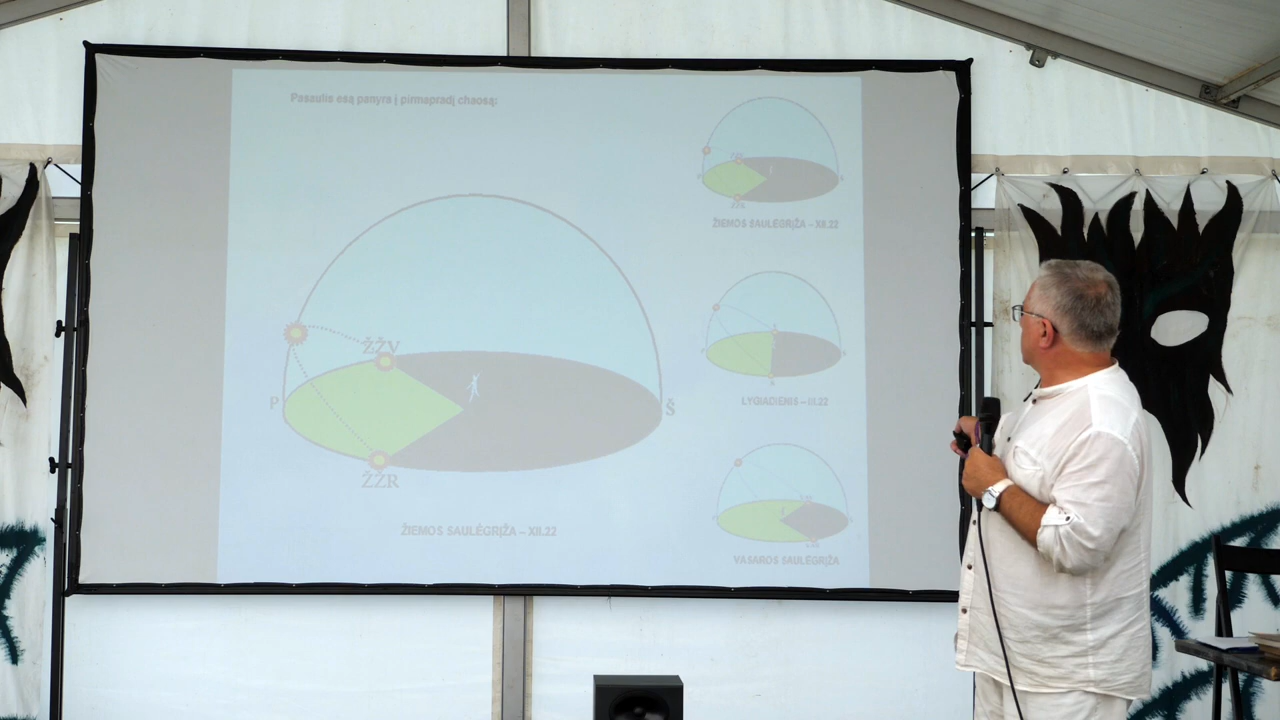 Pasaulis esą panyra į pirmapradį chaosą:
ŽIEMOS SAULĖGRĮŽA – XII.22
ŽŽV
P
Š
LYGIADIENIS – III.22
ŽŽR
ŽIEMOS SAULĖGRĮŽA – XII.22
VASAROS SAULĖGRĮŽA